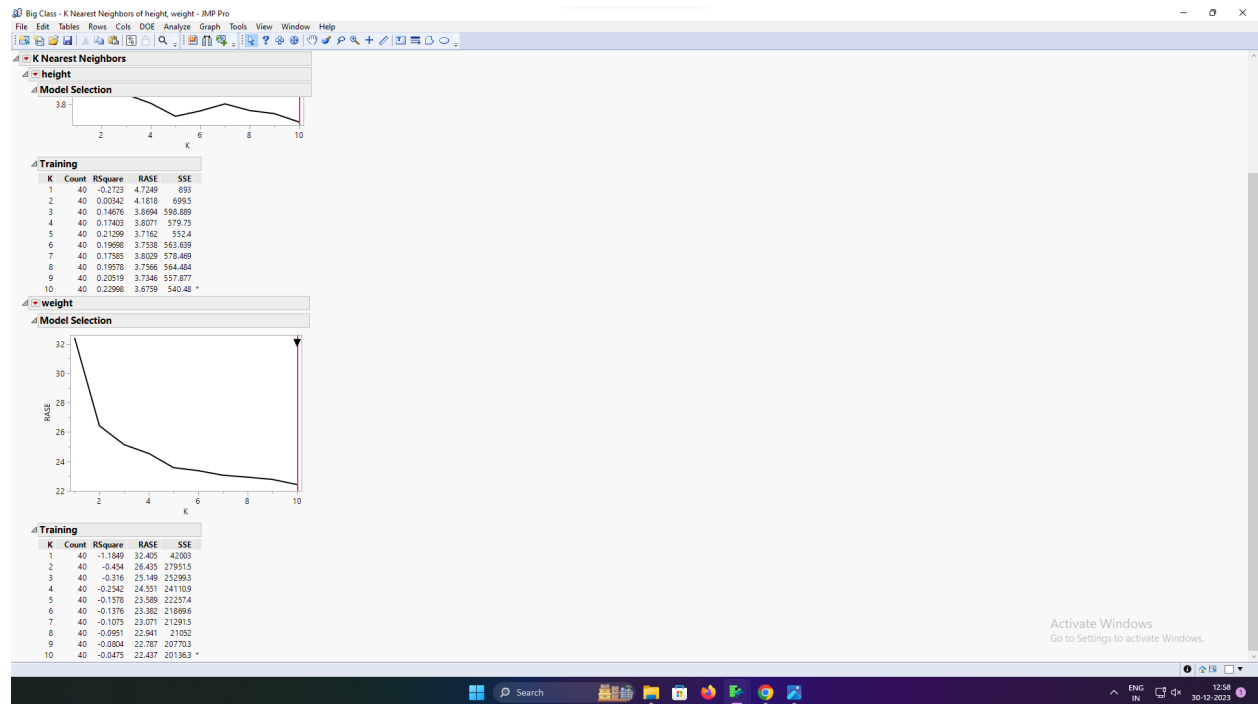 Big Class - K Nearest Neighbors of height, weight - JMP Pro
File Edit Tables Rows Cols DOE Analyze Graph Tools View Window Help
K Nearest Neighbors
height
Model Selection
3.8
2 4 6 8 10
K
Training
K Count RSquare RASE SSE
1 40 -0.2723 4.7249 893
2 40 0.00342 4.1818 699.5
3 40 0.14676 3.8694 598.889
4 40 0.17403 3.8071 579.75
5 40 0.21299 3.7162 552.4
6 40 0.19698 3.7538 563.639
7 40 0.17585 3.8029 578.469
8 40 0.19578 3.7566 564.484
9 40 0.20519 3.7346 557.877
10 40 0.22998 3.6759 540.48 *
weight
Model Selection
32
30
28
26
24
22
RASE
2 4 6 8 10
K
Training
K Count RSquare RASE SSE
1 40 -1.1849 32.405 42003
2 40 -0.454 26.435 27951.5
3 40 -0.316 25.149 25299.3
4 40 -0.2542 24.551 24110.9
5 40 -0.1578 23.589 22257.4
6 40 -0.1376 23.382 21869.6
7 40 -0.1075 23.071 21291.5
8 40 -0.0951 22.941 21052
9 40 -0.0804 22.787 20770.3
10 40 -0.0475 22.437 20136.3 *
Activate Windows
Go to Settings to activate Windows.
Search
ENG
IN
12:58
30-12-2023
1